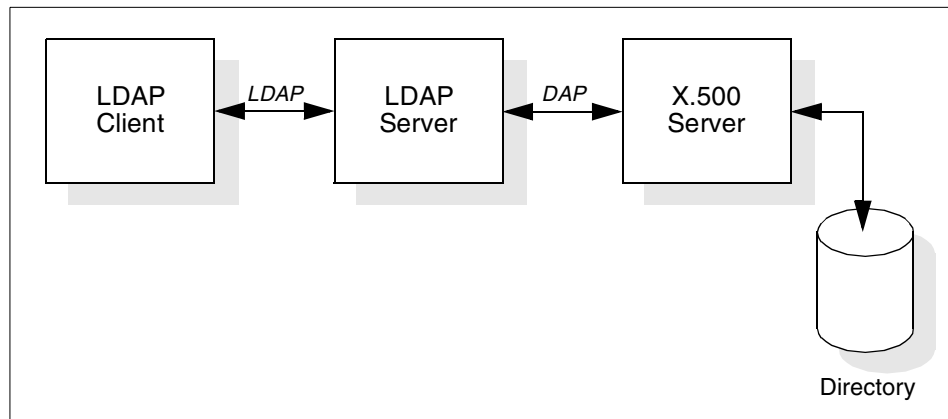 LDAP
Client
LDAP
LDAP
Server
DAP
X.500
Server
Directory